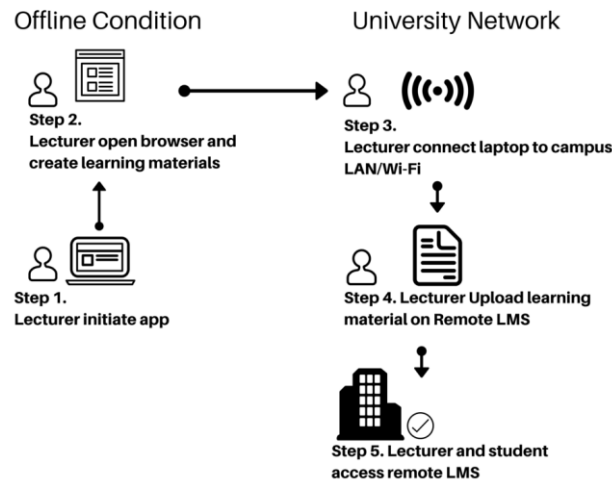 Offline Condition
University Network
Step 2.
Lecturer open browser and
create learning materials
Step 3.
Lecturer connect laptop to campus
LAN/Wi-Fi
Step 1.
Lecturer initiate app
Step 4. Lecturer Upload learning
material on Remote LMS
Step 5. Lecturer and student
access remote LMS